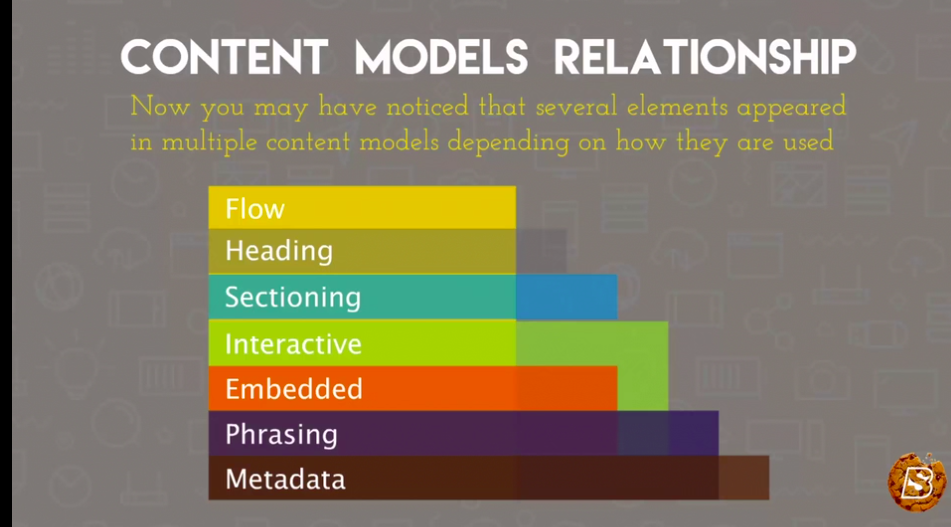 CONTENT MODELS RELATIONSHIP
Now you may have noticed that several elements appeared
in multiple content models depending on how they are used
Flow
Heading
Sectioning
Interactive
Embedded
Phrasing
Metadata
B